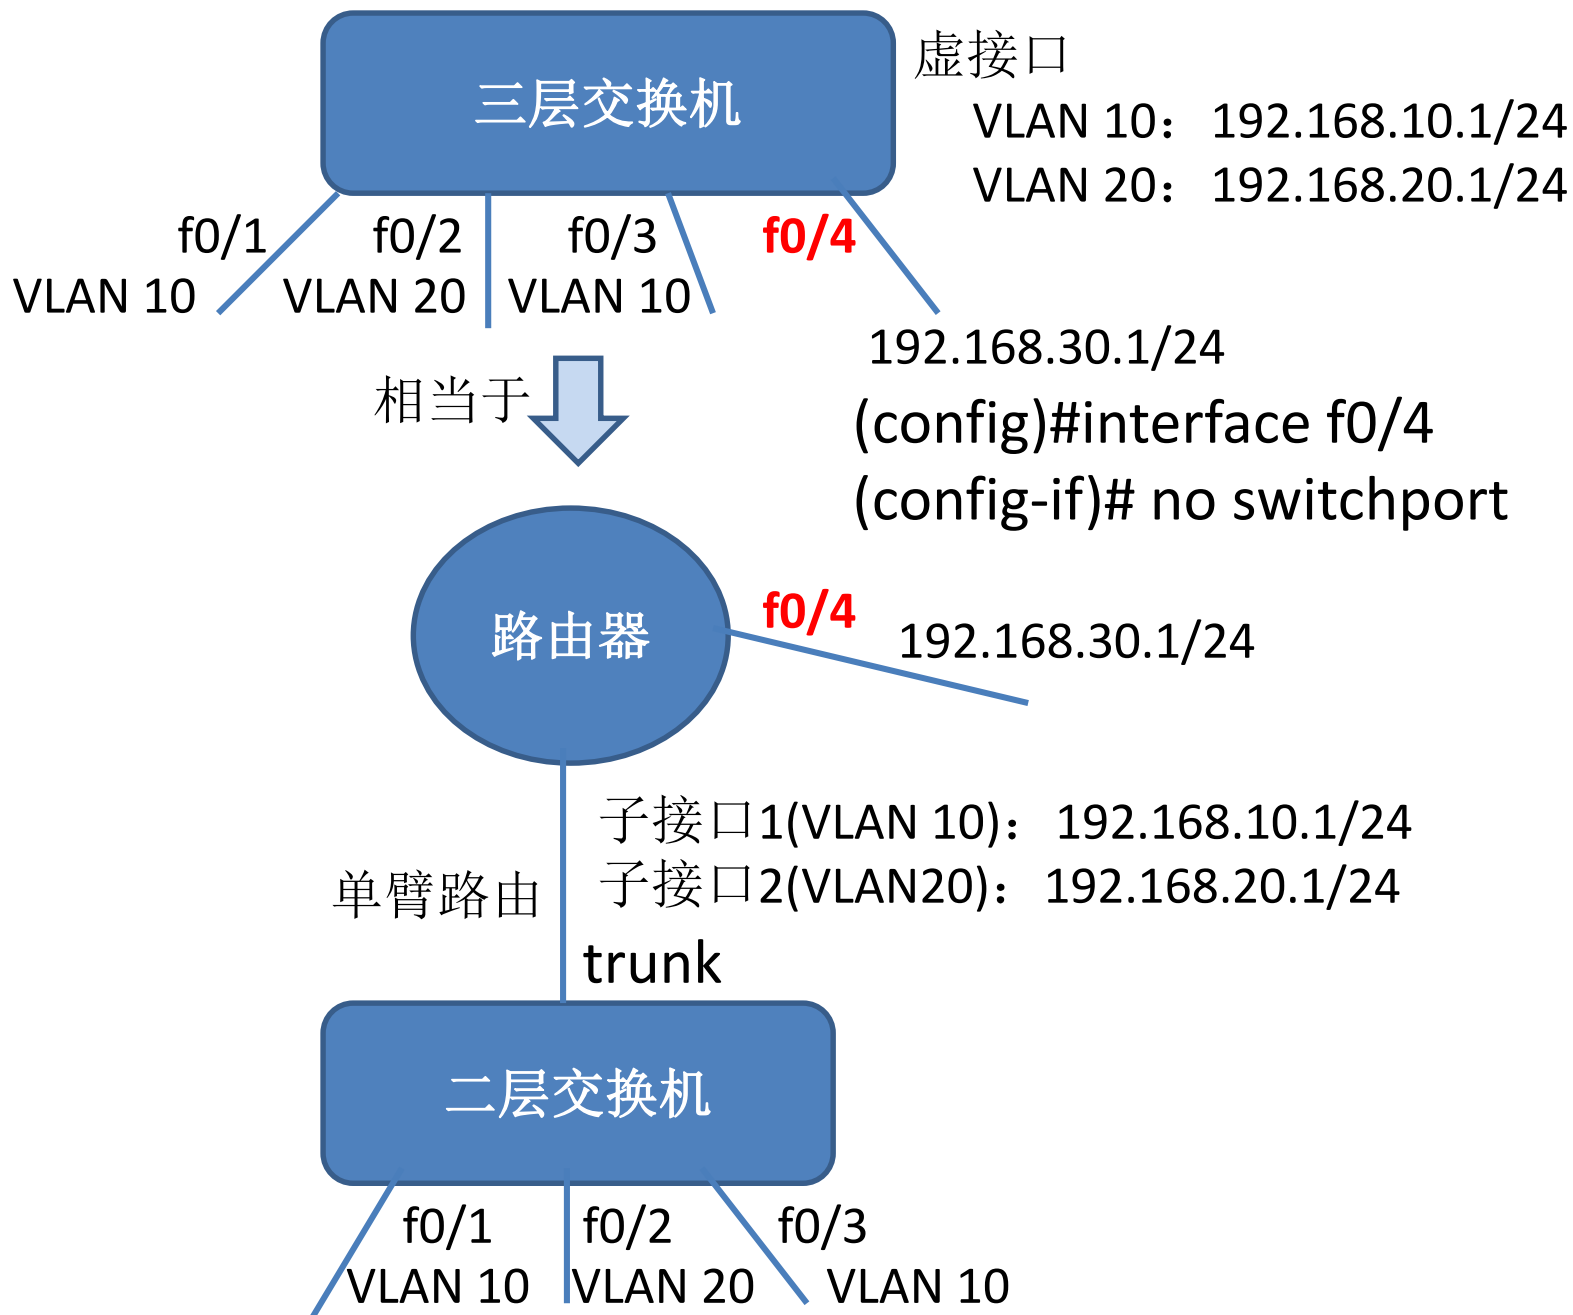 三层交换机
虚接口
VLAN 10：192.168.10.1/24
VLAN 20：192.168.20.1/24
f0/1 f0/2 f0/3 f0/4
VLAN 10 VLAN 20 VLAN 10
192.168.30.1/24
相当于
(config)#interface f0/4
(config-if)# no switchport
路由器
f0/4
192.168.30.1/24
子接口1(VLAN 10)：192.168.10.1/24
子接口2(VLAN20)：192.168.20.1/24
单臂路由
trunk
二层交换机
f0/1 f0/2 f0/3
VLAN 10 VLAN 20 VLAN 10